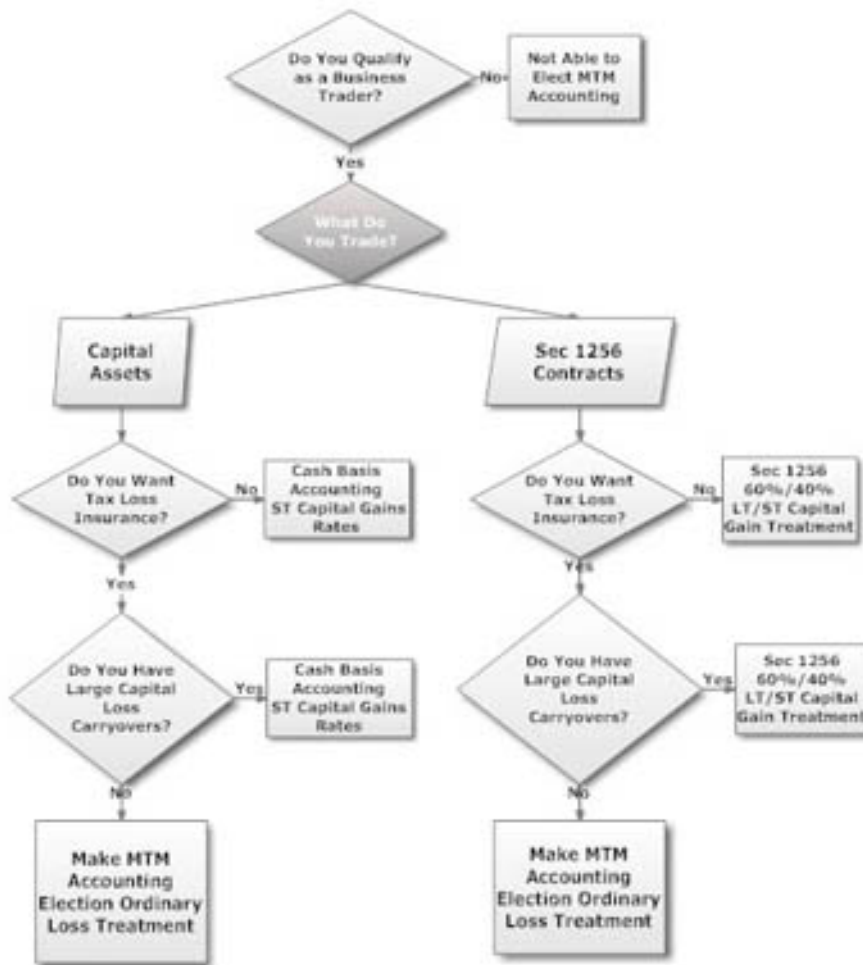 Do You Qualify
as a Business
Trader?
No
Not Able to
Elect MTM
Accounting
Yes
What Do
You Trade?
Capital
Assets
Sec 1256
Contracts
Do You Want
Tax Loss
Insurance?
No
Cash Basis
Accounting
ST Capital Gains
Rates
Do You Want
Tax Loss
Insurance?
No
Sec 1256
60%/40%
LT/ST Capital
Gain Treatment
Yes
Yes
Do You Have
Large Capital
Loss
Carryovers?
Yes
Cash Basis
Accounting
ST Capital Gains
Rates
Do You Have
Large Capital
Loss
Carryovers?
Yes
Sec 1256
60%/40%
LT/ST Capital
Gain Treatment
No
No
Make MTM
Accounting
Election Ordinary
Loss Treatment
Make MTM
Accounting
Election Ordinary
Loss Treatment